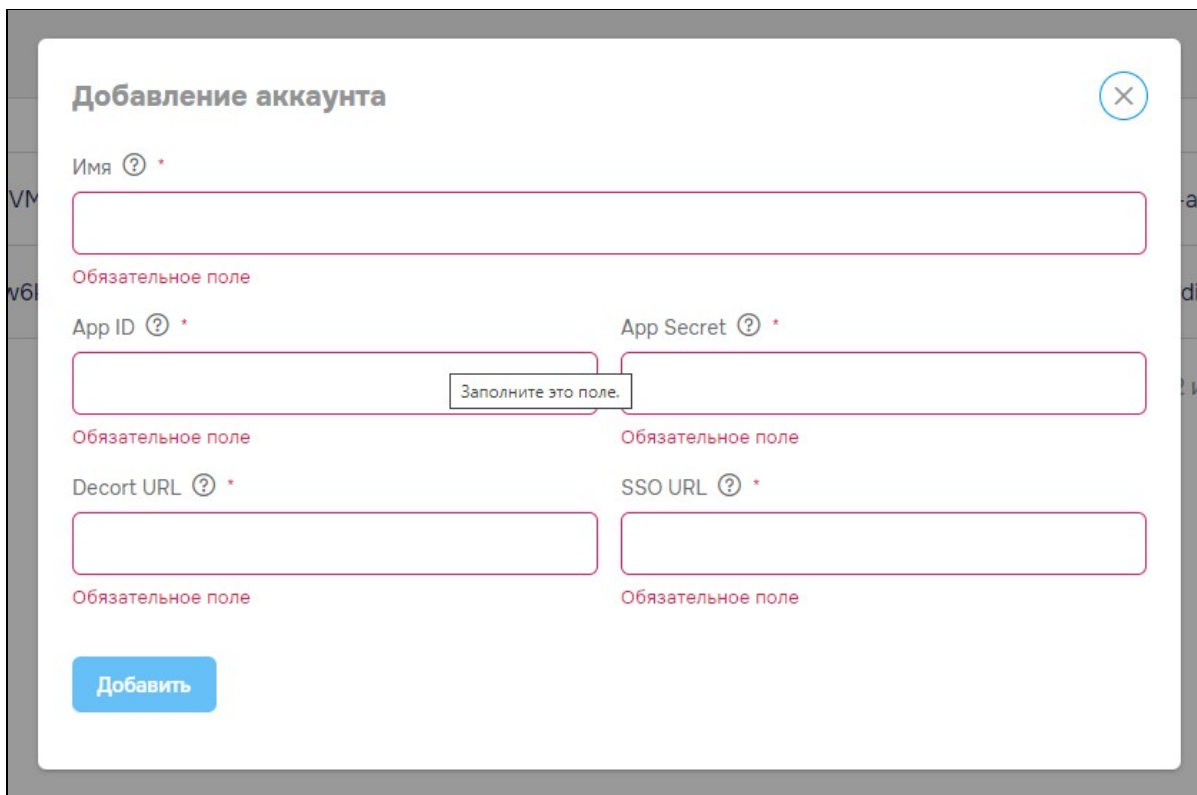 Добавление аккаунта
Имя ? *
Обязательное поле
App ID ? *
App Secret ? *
Заполните это поле.
Обязательное поле
Обязательное поле
Decort URL ? *
SSO URL ? *
Обязательное поле
Обязательное поле
Добавить